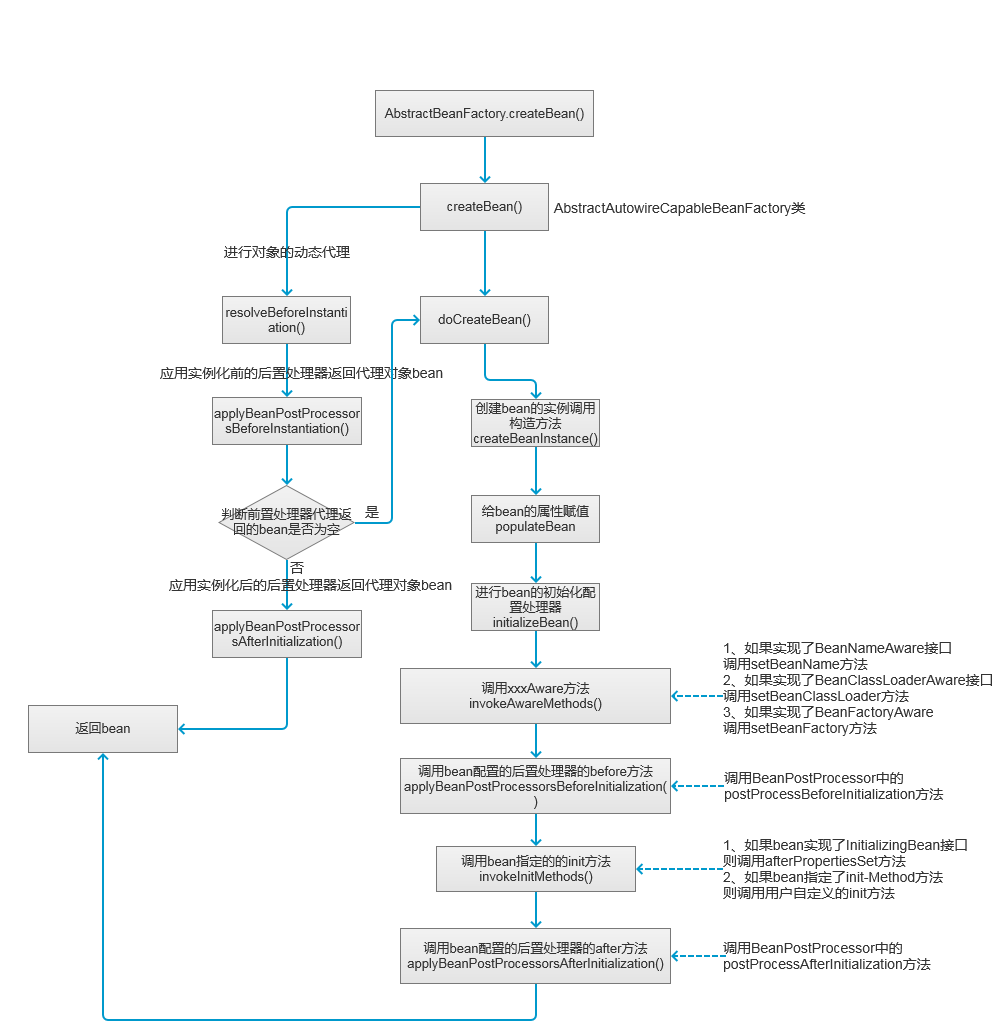 AbstractBeanFactory.createBean()
createBean()
AbstractAutowireCapableBeanFactory类
进行对象的动态代理
resolveBeforeInstanti
ation()
doCreateBean()
应用实例化前的后置处理器返回代理对象bean
applyBeanPostProcessor
sBeforeInstantiation()
创建bean的实例调用
构造方法
createBeanInstance()
判断前置处理器代理返
回的bean是否为空
是
给bean的属性赋值
populateBean
否
应用实例化后的后置处理器返回代理对象bean
applyBeanPostProcessor
sAfterInitialization()
进行bean的初始化配
置处理器
initializeBean()
调用xxxAware方法
invokeAwareMethods()
1、如果实现了BeanNameAware接口
调用setBeanName方法
2、如果实现了BeanClassLoaderAware接口
调用setBeanClassLoader方法
3、如果实现了BeanFactoryAware
调用setBeanFactory方法
返回bean
调用bean配置的后置处理器的before方法
applyBeanPostProcessorsBeforeInitialization(
)
调用BeanPostProcessor中的
postProcessBeforeInitialization方法
调用bean指定的的init方法
invokeInitMethods()
1、如果bean实现了InitializingBean接口
则调用afterPropertiesSet方法
2、如果bean指定了init-Method方法
则调用用户自定义的init方法
调用bean配置的后置处理器的after方法
applyBeanPostProcessorsAfterInitialization()
调用BeanPostProcessor中的
postProcessAfterInitialization方法